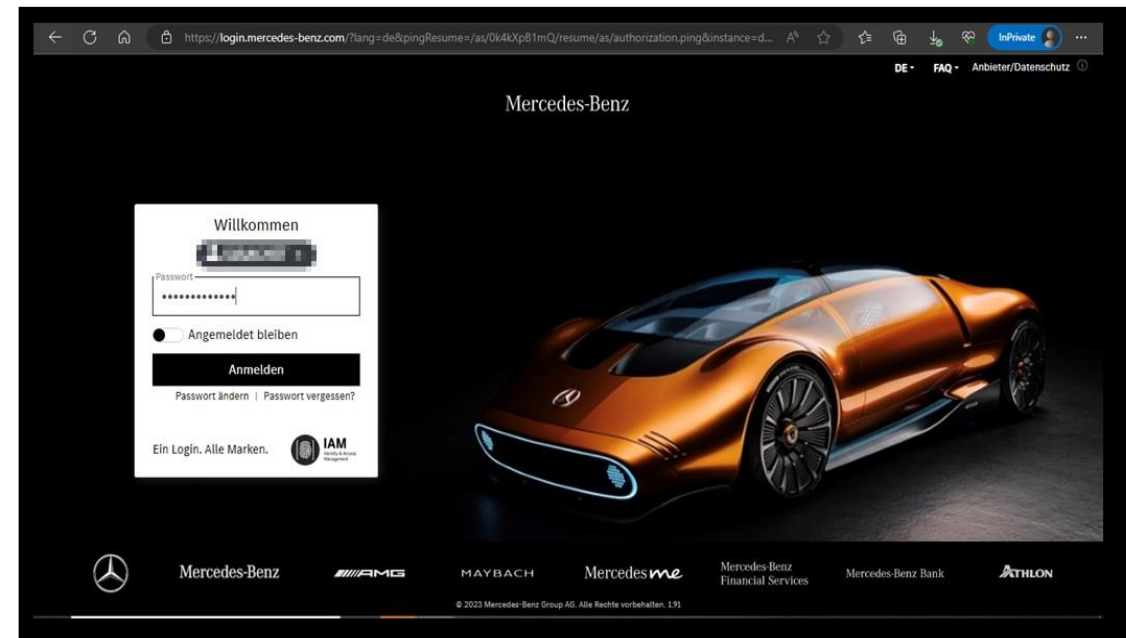 https://login.mercedes-benz.com/?lang=de&pingResume=/as/0k4kXpB1mQ/resume/as/authorization.ping&instance=d...
InPrivate
DE
FAQ
Anbieter/Datenschutz
Mercedes-Benz
Willkommen
Passwort
Angemeldet bleiben
Anmelden
Passwort ändern | Passwort vergessen?
Ein Login. Alle Marken.
IAM
Identity & Access
Management
Mercedes-Benz
AMG
MAYBACH
Mercedes me
Mercedes-Benz
Financial Services
Mercedes-Benz Bank
ATHLON
© 2023 Mercedes-Benz Group AG. Alle Rechte vorbehalten. 1.91